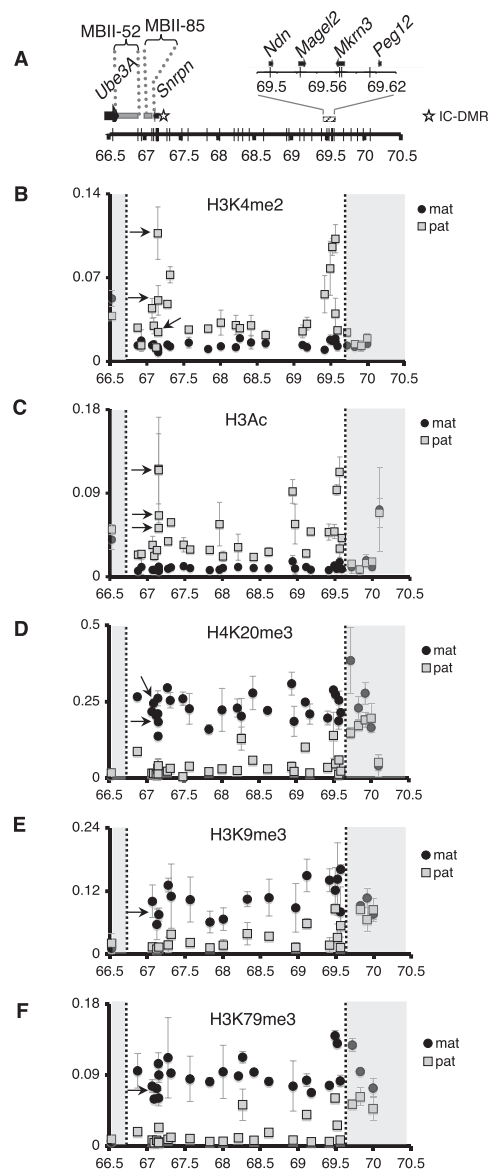 A
MBII-52
MBII-85
Ube3A
Snrpn
Ndn
Magel2
Mkrn3
Peg12
69.5 69.56 69.62
☆ IC-DMR
66.5 67 67.5 68 68.5 69 69.5 70 70.5
B
H3K4me2
0.14
0.07
0
mat
pat
66.5 67 67.5 68 68.5 69 69.5 70 70.5
C
H3Ac
0.18
0.09
0
mat
pat
66.5 67 67.5 68 68.5 69 69.5 70 70.5
D
H4K20me3
0.5
0.25
0
mat
pat
66.5 67 67.5 68 68.5 69 69.5 70 70.5
E
H3K9me3
0.24
0.12
0
mat
pat
66.5 67 67.5 68 68.5 69 69.5 70 70.5
F
H3K79me3
0.18
0.09
0
mat
pat
66.5 67 67.5 68 68.5 69 69.5 70 70.5